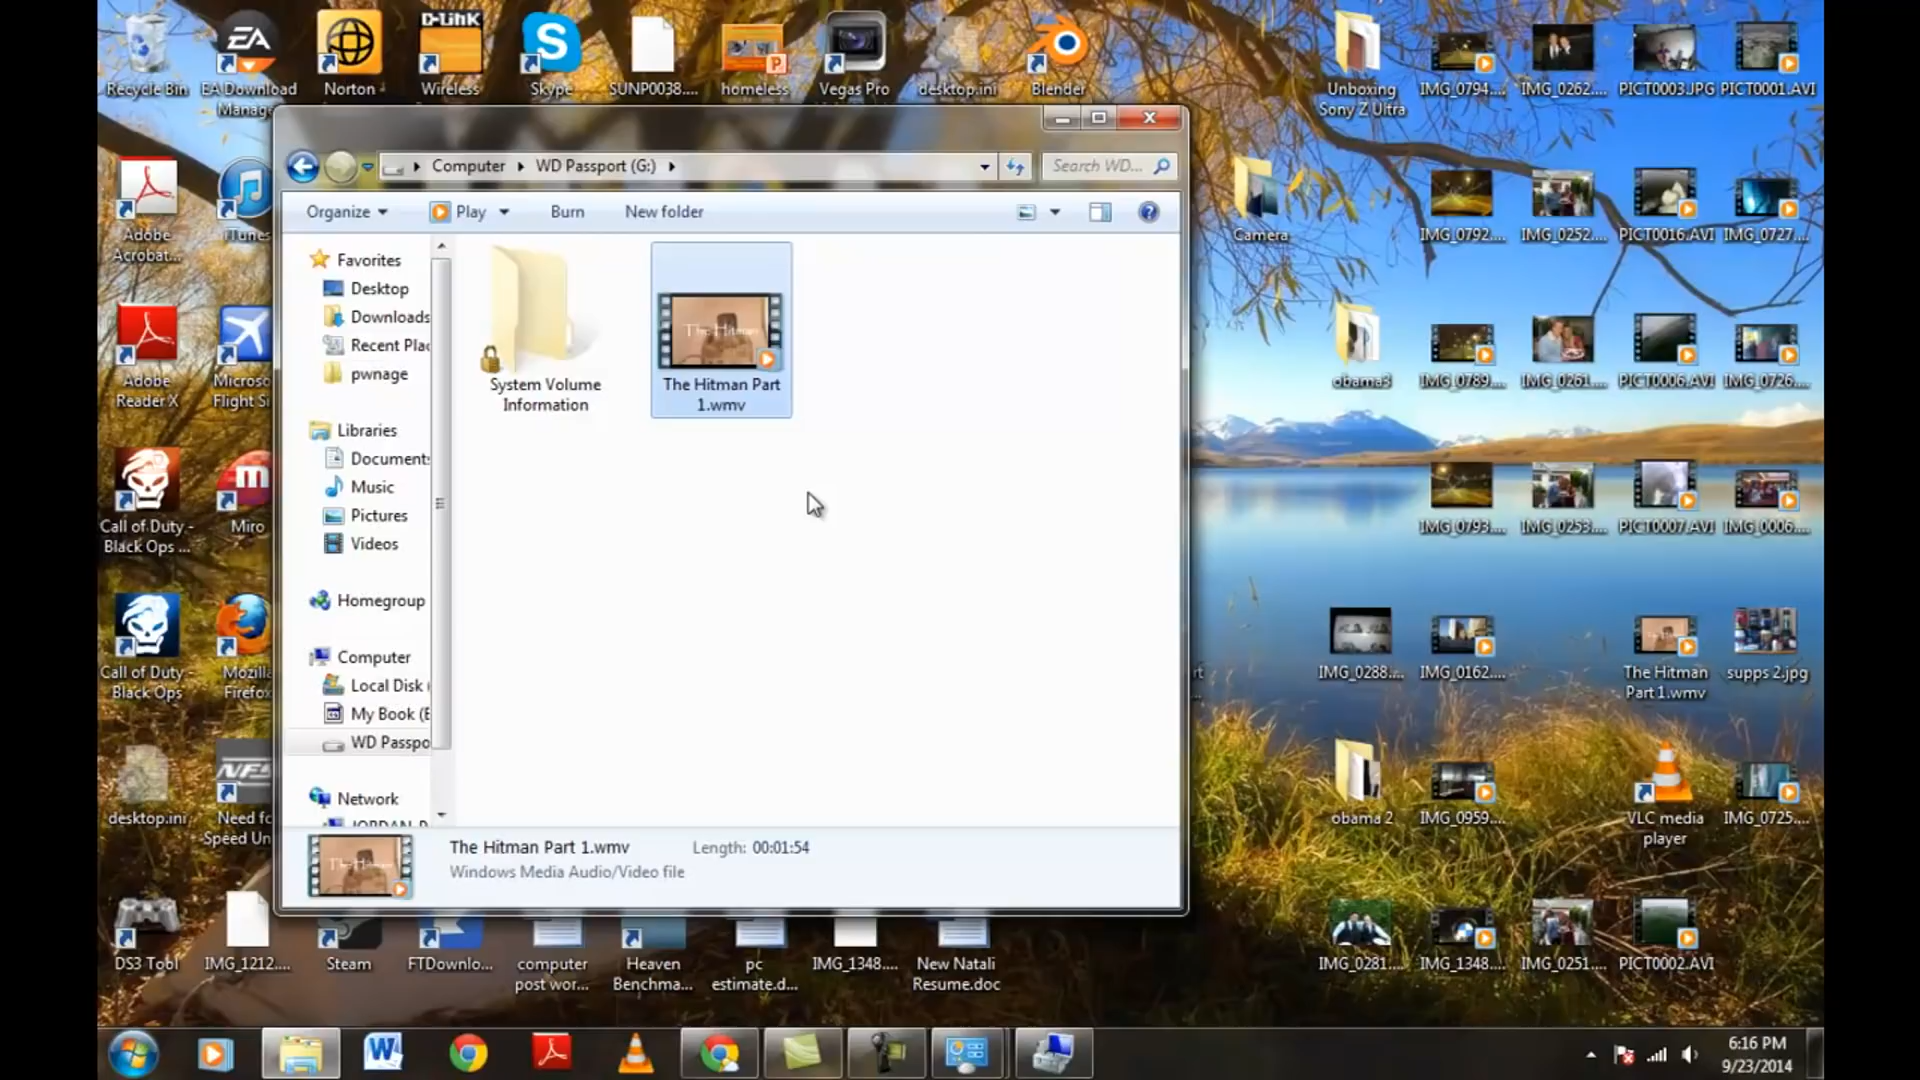 Recycle Bin
EA Download
Manage
Norton
D-Link
Wireless
Skype
SUNP0038....
homeless
Vegas Pro
desktop.ini
Blender
Unboxing
Sony Z Ultra
IMG_0794....
IMG_0262....
PICT0003.JPG
PICT0001.AVI
Computer
WD Passport (G:)
Search WD...
Organize
Play
Burn
New folder
Favorites
Desktop
Downloads
Recent Plac
pwnage
Libraries
Document
Music
Pictures
Videos
Homegroup
Computer
Local Disk (
My Book (E
WD Passpo
Network
System Volume
Information
The Hitman Part
1.wmv
The Hitman Part 1.wmv
Length: 00:01:54
Windows Media Audio/Video file
Adobe
Acrobat...
iTunes
Camera
IMG_0792....
IMG_0252....
PICT0016.AVI
IMG_0727....
Adobe
Reader X
Microso
Flight Si
obama3
IMG_0789....
IMG_0261....
PICT0006.AVI
IMG_0726....
Call of Duty -
Black Ops ...
Miro
IMG_0793....
IMG_0253....
PICT0007.AVI
IMG_0006....
Call of Duty -
Black Ops
Mozilla
Firefox
IMG_0288....
IMG_0162....
The Hitman
Part 1.wmv
supps 2.jpg
desktop.ini
Need fo
Speed Un
obama 2
IMG_0959....
VLC media
player
IMG_0725....
DS3 Tool
IMG_1212....
Steam
FTDownlo...
computer
post wor...
Heaven
Benchma...
pc
estimate.d...
IMG_1348....
New Natali
Resume.doc
IMG_0281....
IMG_1348....
IMG_0251....
PICT0002.AVI
6:16 PM
9/23/2014